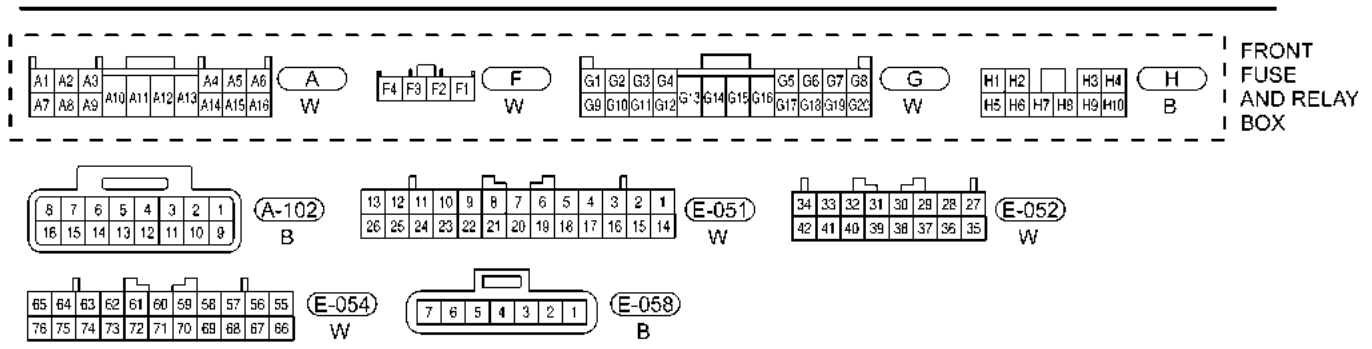 A1 A2 A3 A4 A5 A6 A
A7 A8 A9 A10 A11 A12 A13 A14 A15 A16 W
F4 F3 F2 F1 F
W
G1 G2 G3 G4 G5 G6 G7 G8 G
G9 G10 G11 G12 G13 G14 G15 G16 G17 G18 G19 G20 W
H1 H2 H3 H4 H
H5 H6 H7 H8 H9 H10 B
FRONT
FUSE
AND RELAY
BOX
8 7 6 5 4 3 2 1 A-102
16 15 14 13 12 11 10 9 B
13 12 11 10 9 8 7 6 5 4 3 2 1 E-051
26 25 24 23 22 21 20 19 18 17 16 15 14 W
34 33 32 31 30 29 28 27 E-052
42 41 40 39 38 37 36 35 W
65 64 63 62 61 60 59 58 57 56 55 E-054
76 75 74 73 72 71 70 69 68 67 66 W
7 6 5 4 3 2 1 E-058
B